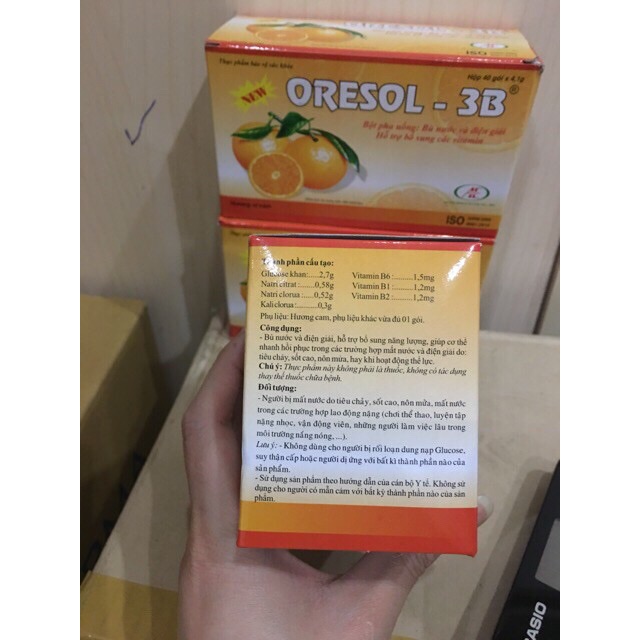 Thực phẩm bảo vệ sức khỏe
Hộp 40 gói x 4,1g
NEW
ORESOL - 3B®
Bột pha uống: Bù nước và điện giải
Hỗ trợ bổ sung các vitamin
ISO
ISO
Thành phần cấu tạo:
Glucose khan:.....2,7g
Natri citrat :........0,58g
Natri clorua :.......0,52g
Kali clorua :.........0,3g
Vitamin B6:..........1,5mg
Vitamin B1:..........1,2mg
Vitamin B2 :..........1,2mg
Phụ liệu: Hương cam, phụ liệu khác vừa đủ 01 gói.
Công dụng:
- Bù nước và điện giải, hỗ trợ bổ sung năng lượng, giúp cơ thể
nhanh hồi phục trong các trường hợp mất nước và điện giải do:
tiêu chảy, sốt cao, nôn mửa, hay khi hoạt động thể lực.
Chú ý: Thực phẩm này không phải là thuốc, không có tác dụng
thay thế thuốc chữa bệnh.
Đối tượng:
- Người bị mất nước do tiêu chảy, sốt cao, nôn mửa, mất nước
trong các trường hợp lao động nặng (chơi thể thao, luyện tập
nặng nhọc, vận động viên, những người làm việc lâu trong
môi trường nắng nóng, ...).
Lưu ý: - Không dùng cho người bị rối loạn dung nạp Glucose,
suy thận cấp hoặc người dị ứng với bất kì thành phần nào của
sản phẩm.
- Sử dụng sản phẩm theo hướng dẫn của cán bộ Y tế. Không sử
dụng cho người có mẫn cảm với bất kỳ thành phần nào của sản
phẩm.
CASIO